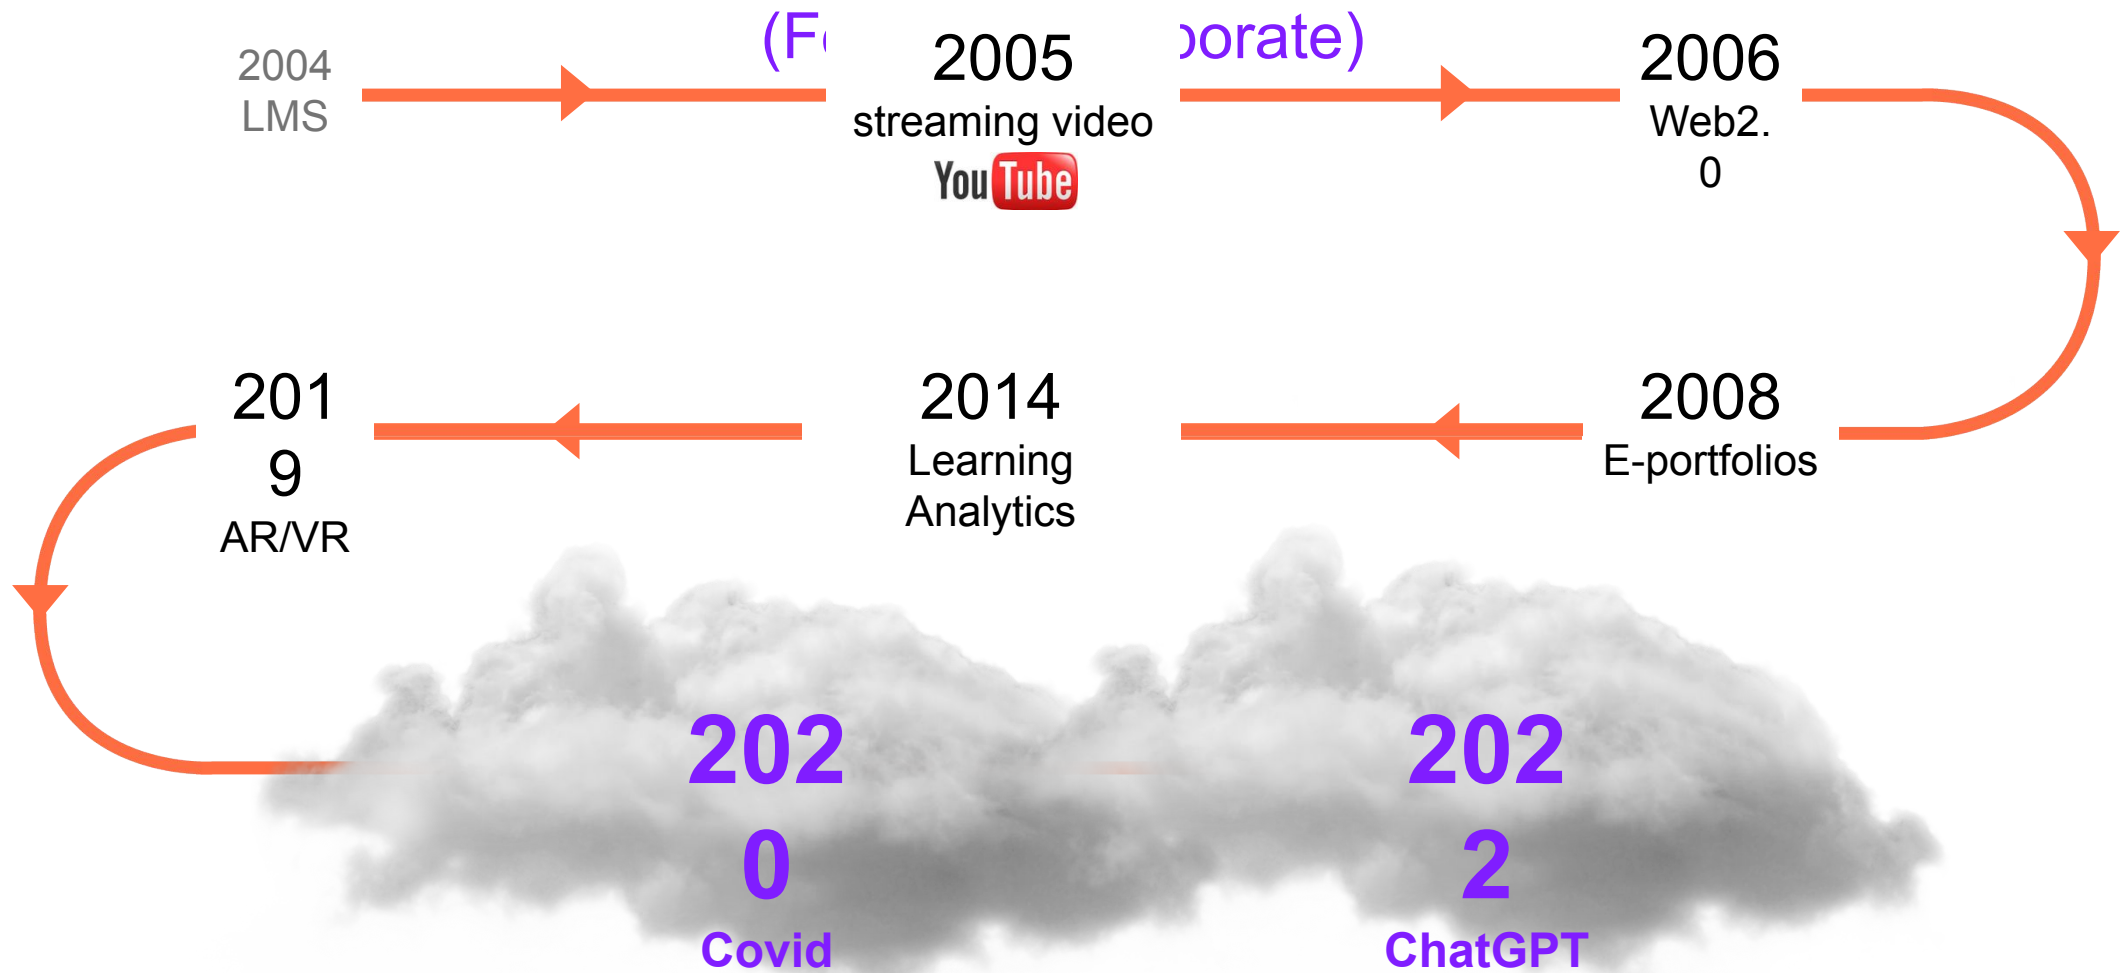 (F porate)
2004
LMS
2005
streaming video
YouTube
2006
Web2.
0
201
9
AR/VR
2014
Learning
Analytics
2008
E-portfolios
202
0
Covid
202
2
ChatGPT